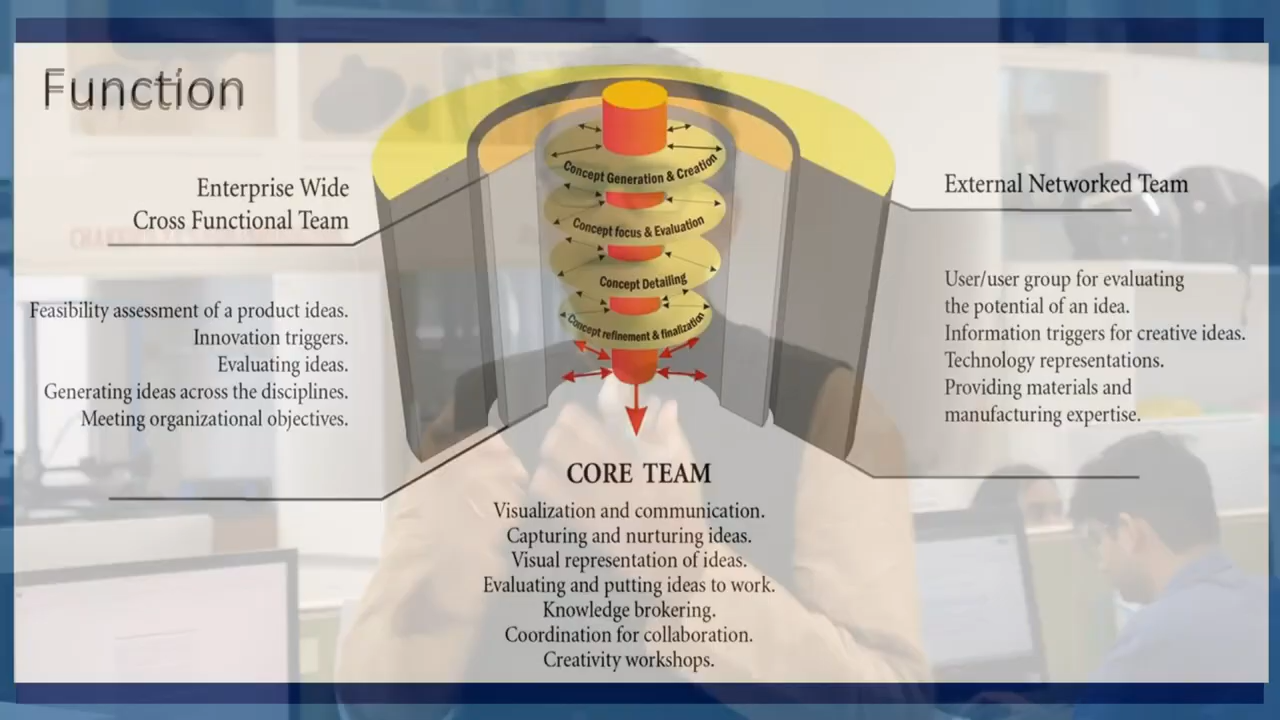 Function
Enterprise Wide
Cross Functional Team
Feasibility assessment of a product ideas.
Innovation triggers.
Evaluating ideas.
Generating ideas across the disciplines.
Meeting organizational objectives.
Concept Generation & Creation
Concept focus & Evaluation
Concept Detailing
Concept refinement & finalization
External Networked Team
User/user group for evaluating
the potential of an idea.
Information triggers for creative ideas.
Technology representations.
Providing materials and
manufacturing expertise.
CORE TEAM
Visualization and communication.
Capturing and nurturing ideas.
Visual representation of ideas.
Evaluating and putting ideas to work.
Knowledge brokering.
Coordination for collaboration.
Creativity workshops.